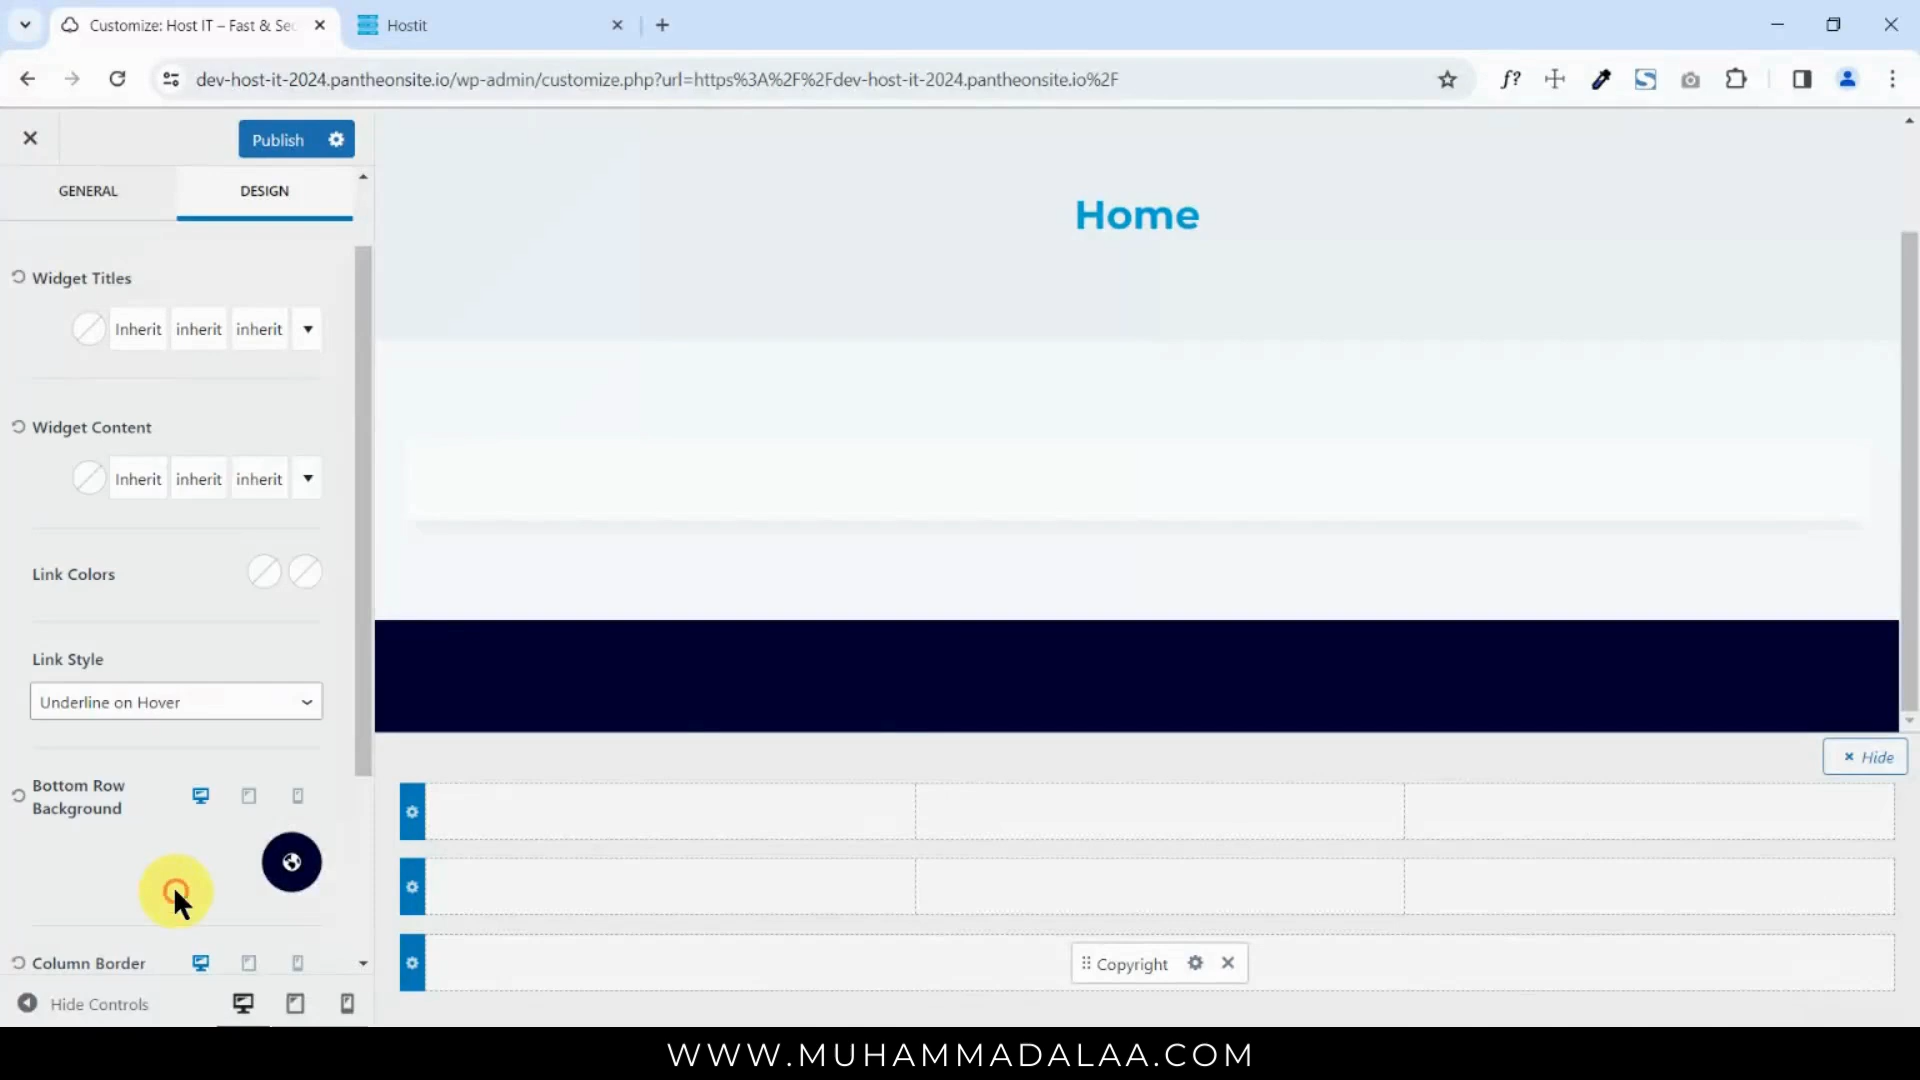 Customize: Host IT – Fast & Sec
Hostit
dev-host-it-2024.pantheonsite.io/wp-admin/customize.php?url=https%3A%2F%2Fdev-host-it-2024.pantheonsite.io%2F
f?
Publish
GENERAL
DESIGN
Home
Widget Titles
Inherit inherit inherit
Widget Content
Inherit inherit inherit
Link Colors
Link Style
Underline on Hover
Hide
Bottom Row
Background
Column Border
Copyright
Hide Controls
WWW.MUHAMMADALAA.COM